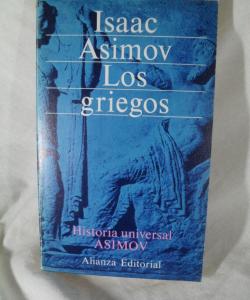 Isaac
Asimov
Los
griegos
Historia universal
ASIMOV
Alianza Editorial